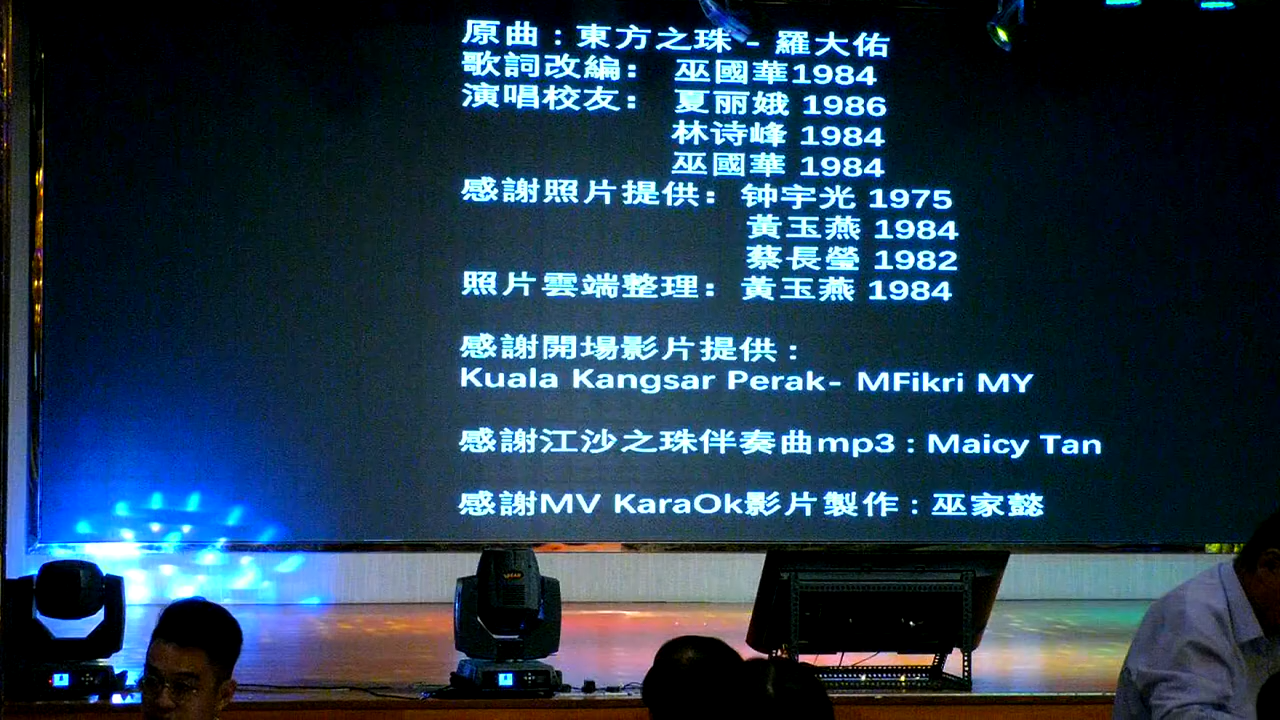 原曲：東方之珠 - 羅大佑
歌詞改編： 巫國華1984
演唱校友： 夏丽娥 1986
林诗峰 1984
巫國華 1984
感謝照片提供： 钟宇光 1975
黃玉燕 1984
蔡長瑩 1982
照片雲端整理： 黃玉燕 1984
感謝開場影片提供：
Kuala Kangsar Perak- MFikri MY
感謝江沙之珠伴奏曲mp3 : Maicy Tan
感謝MV KaraOk影片製作：巫家懿